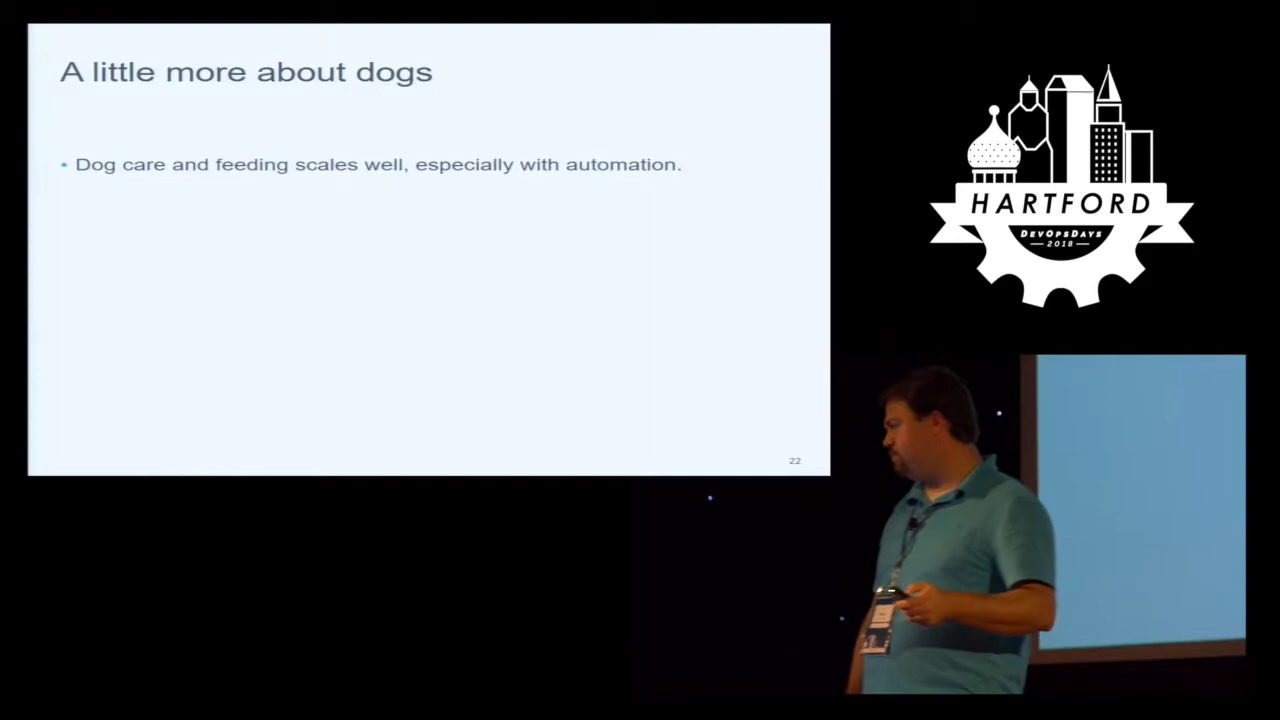 A little more about dogs
• Dog care and feeding scales well, especially with automation.
22
HARTFORD
DEVOPSDAYS
2018